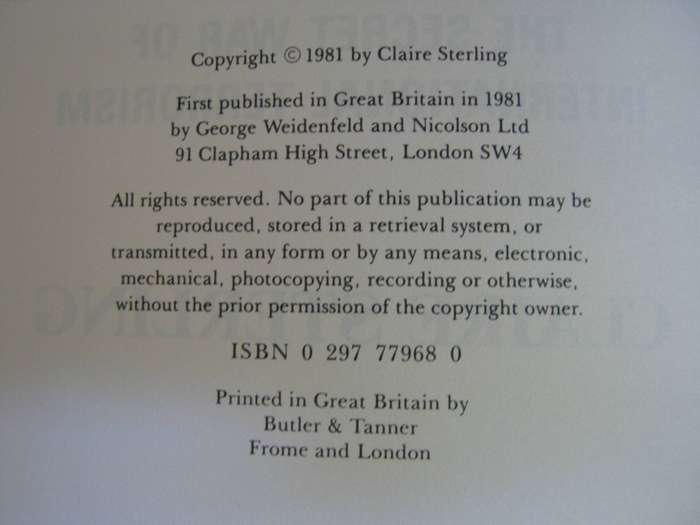 Copyright © 1981 by Claire Sterling
First published in Great Britain in 1981
by George Weidenfeld and Nicolson Ltd
91 Clapham High Street, London SW4
All rights reserved. No part of this publication may be
reproduced, stored in a retrieval system, or
transmitted, in any form or by any means, electronic,
mechanical, photocopying, recording or otherwise,
without the prior permission of the copyright owner.
ISBN 0 297 77968 0
Printed in Great Britain by
Butler & Tanner
Frome and London